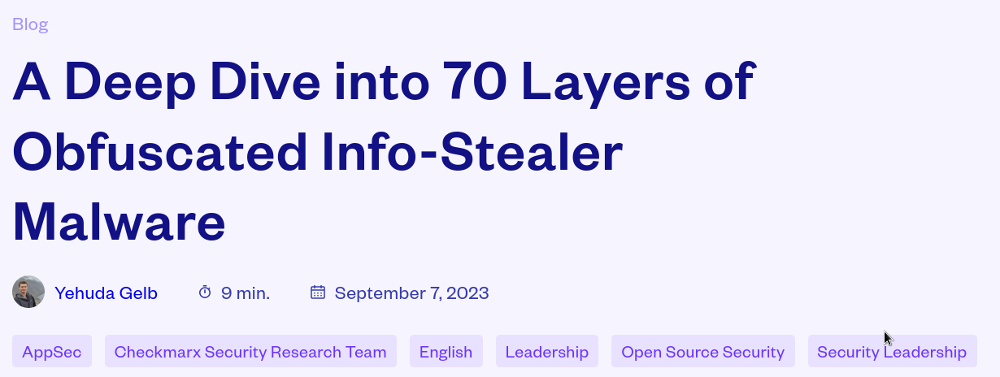 Blog
A Deep Dive into 70 Layers of
Obfuscated Info-Stealer
Malware
Yehuda Gelb 9 min. September 7, 2023
AppSec Checkmarx Security Research Team English Leadership Open Source Security Security Leadership